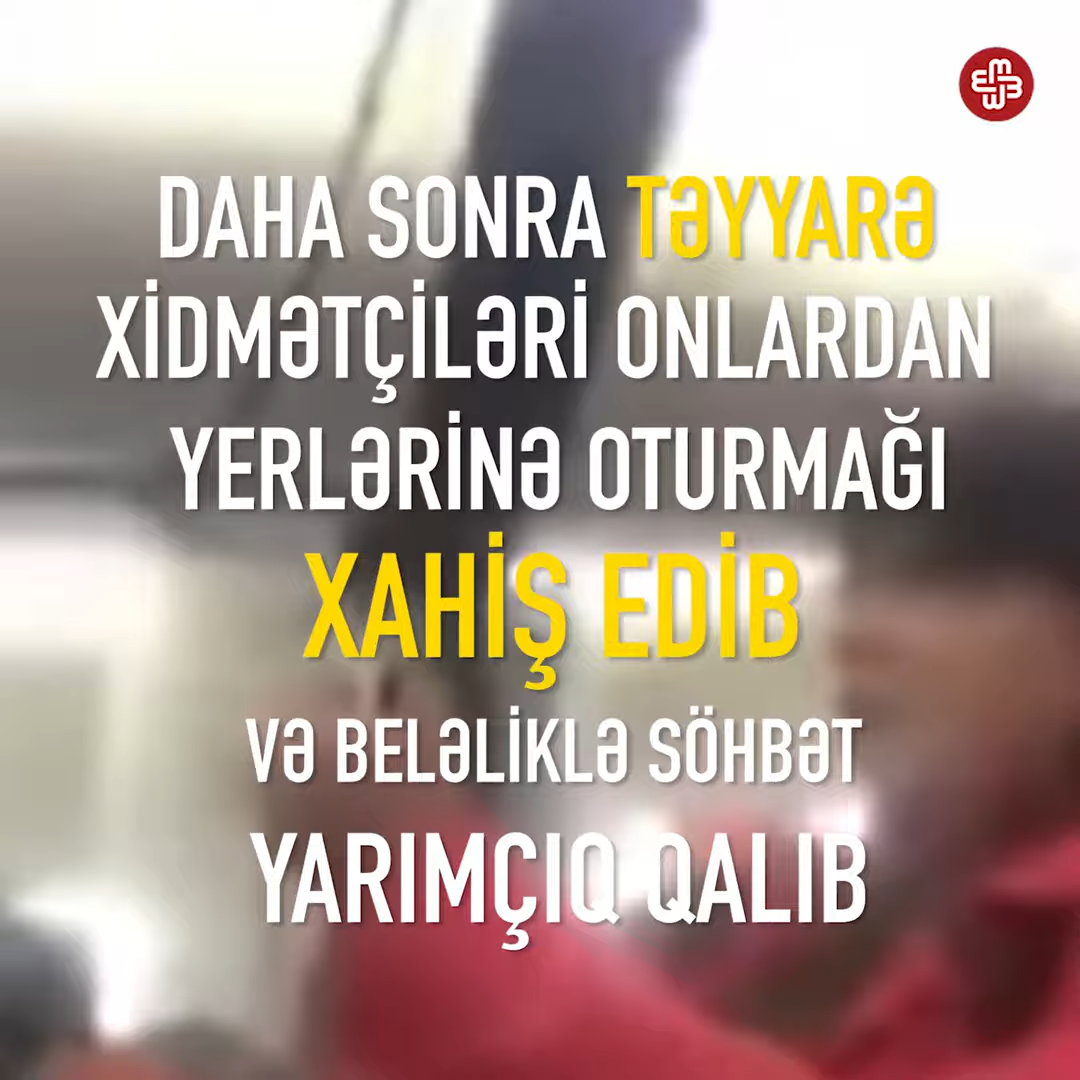 DAHA SONRA TƏYYARƏ
XİDMƏTÇİLƏRİ ONLARDAN
YERLƏRİNƏ OTURMAĞI
XAHİŞ EDİB
VƏ BELƏLİKLƏ SÖHBƏT
YARIMÇIQ QALIB